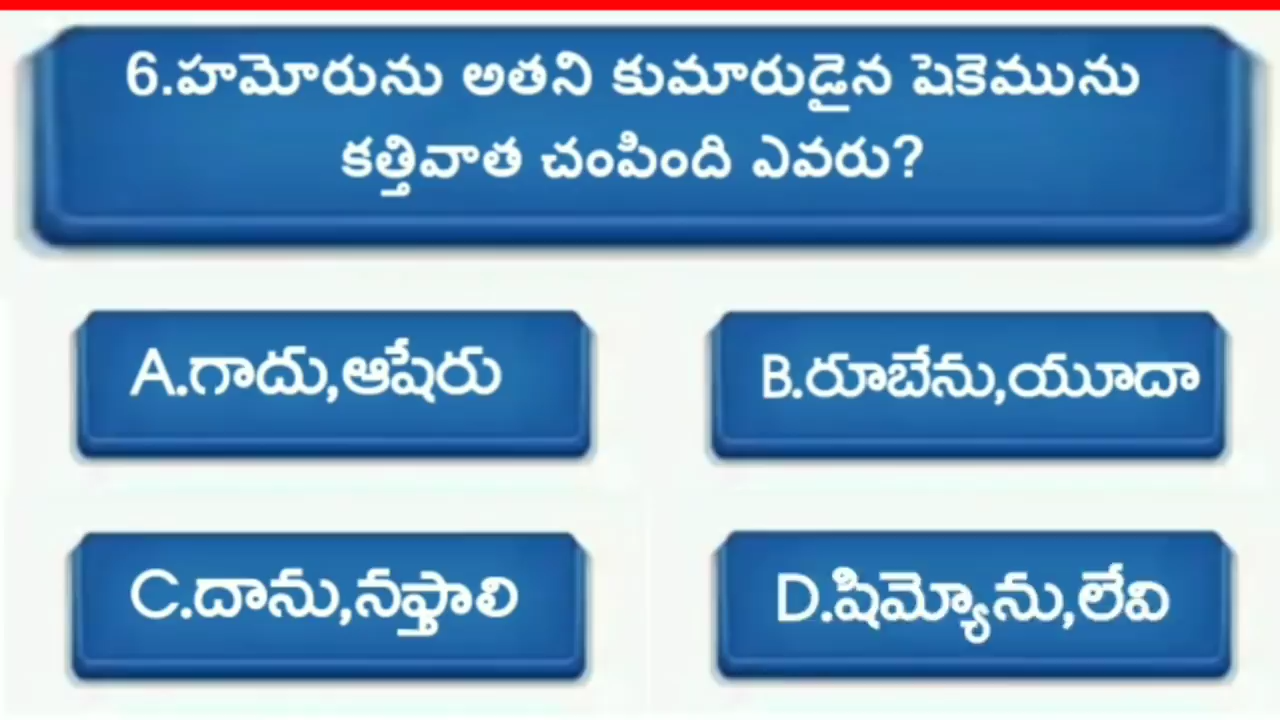 6.హమోరును అతని కుమారుడైన షెకెమును
కత్తివాత చంపింది ఎవరు?
A.గాదు,ఆషేరు
B.రూబేను,యూదా
C.దాను,నఫ్తాలి
D.షిమ్యోను,లేవి